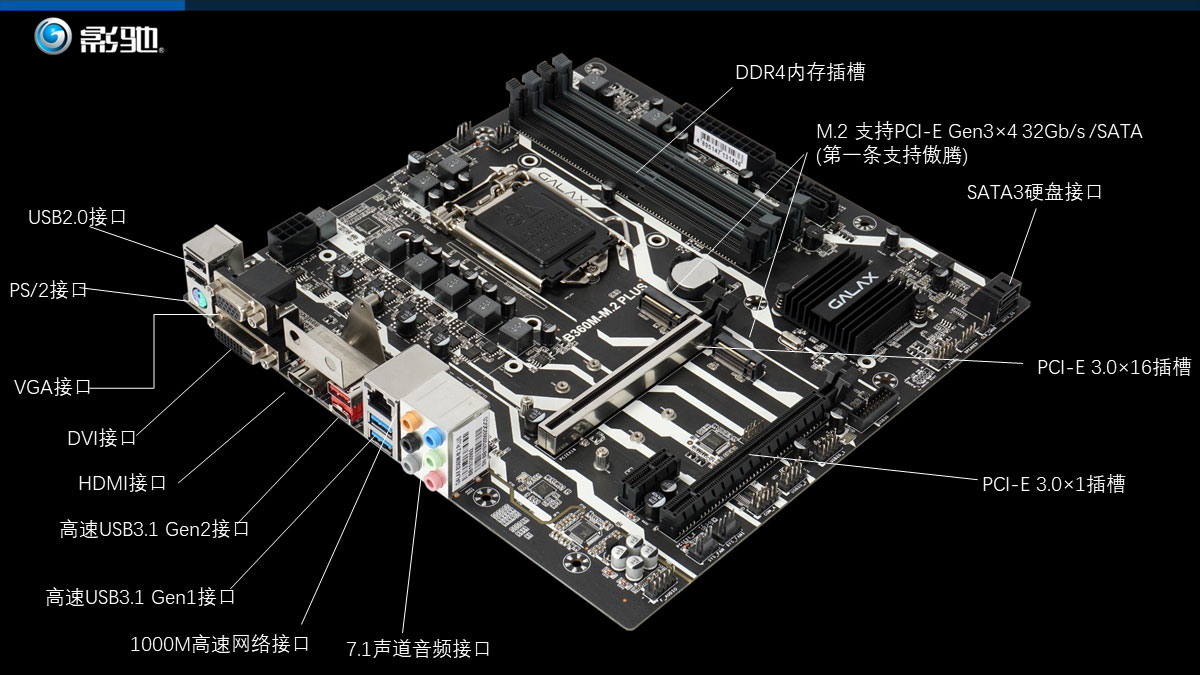 影驰
DDR4内存插槽
M.2 支持PCI-E Gen3×4 32Gb/s /SATA
(第一条支持傲腾)
SATA3硬盘接口
USB2.0接口
PS/2接口
VGA接口
DVI接口
HDMI接口
高速USB3.1 Gen2接口
高速USB3.1 Gen1接口
1000M高速网络接口
7.1声道音频接口
PCI-E 3.0×16插槽
PCI-E 3.0×1插槽
GALAX
GALAX
B360M-M.2 PLUS